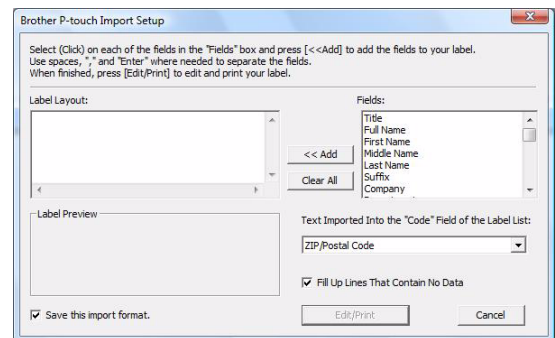 Brother P-touch Import Setup
Select (Click) on each of the fields in the "Fields" box and press [<<Add] to add the fields to your label.
Use spaces, "," and "Enter" where needed to separate the fields.
When finished, press [Edit/Print] to edit and print your label.
Label Layout:
Fields:
Title
Full Name
First Name
Middle Name
Last Name
Suffix
Company
<< Add
Clear All
Label Preview
Text Imported Into the "Code" Field of the Label List:
ZIP/Postal Code
Fill Up Lines That Contain No Data
Save this import format.
Edit/Print
Cancel